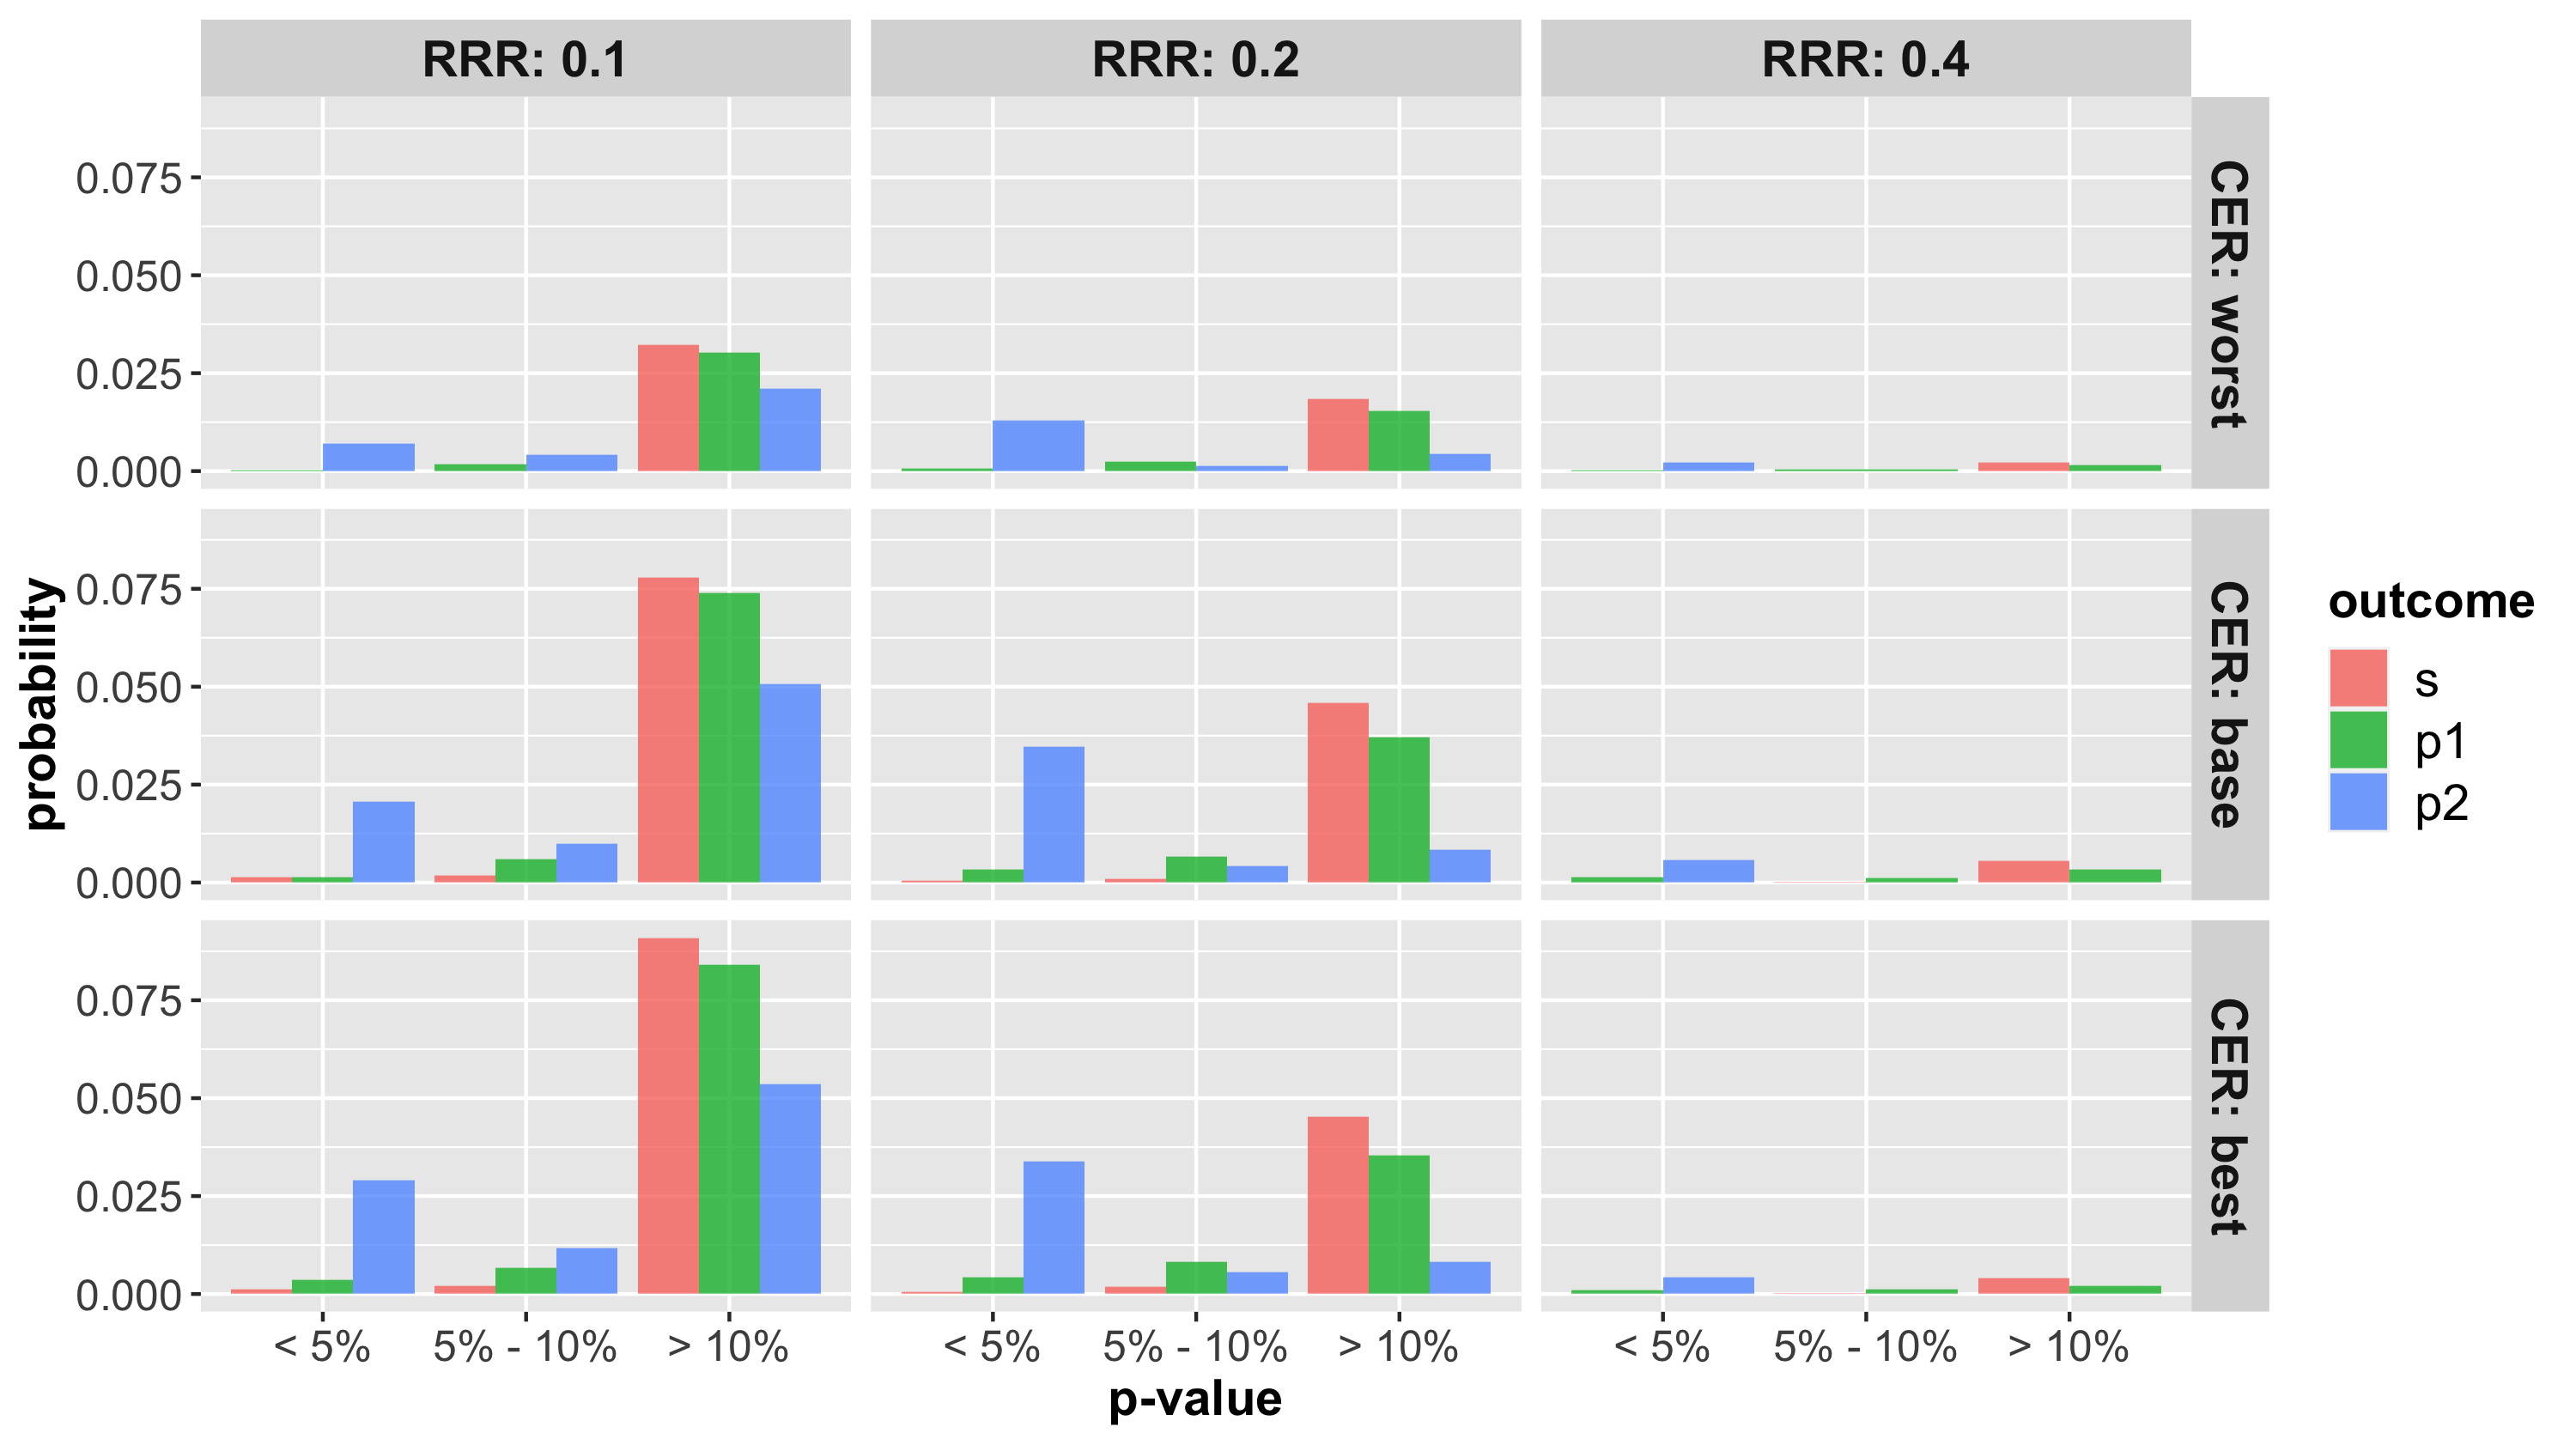 RRR: 0.1
RRR: 0.2
RRR: 0.4
CER: worst
0.075
0.050
0.025
0.000
CER: base
0.075
0.050
0.025
0.000
CER: best
0.075
0.050
0.025
0.000
probability
< 5%
5% - 10%
> 10%
< 5%
5% - 10%
> 10%
< 5%
5% - 10%
> 10%
p-value
outcome
s
p1
p2